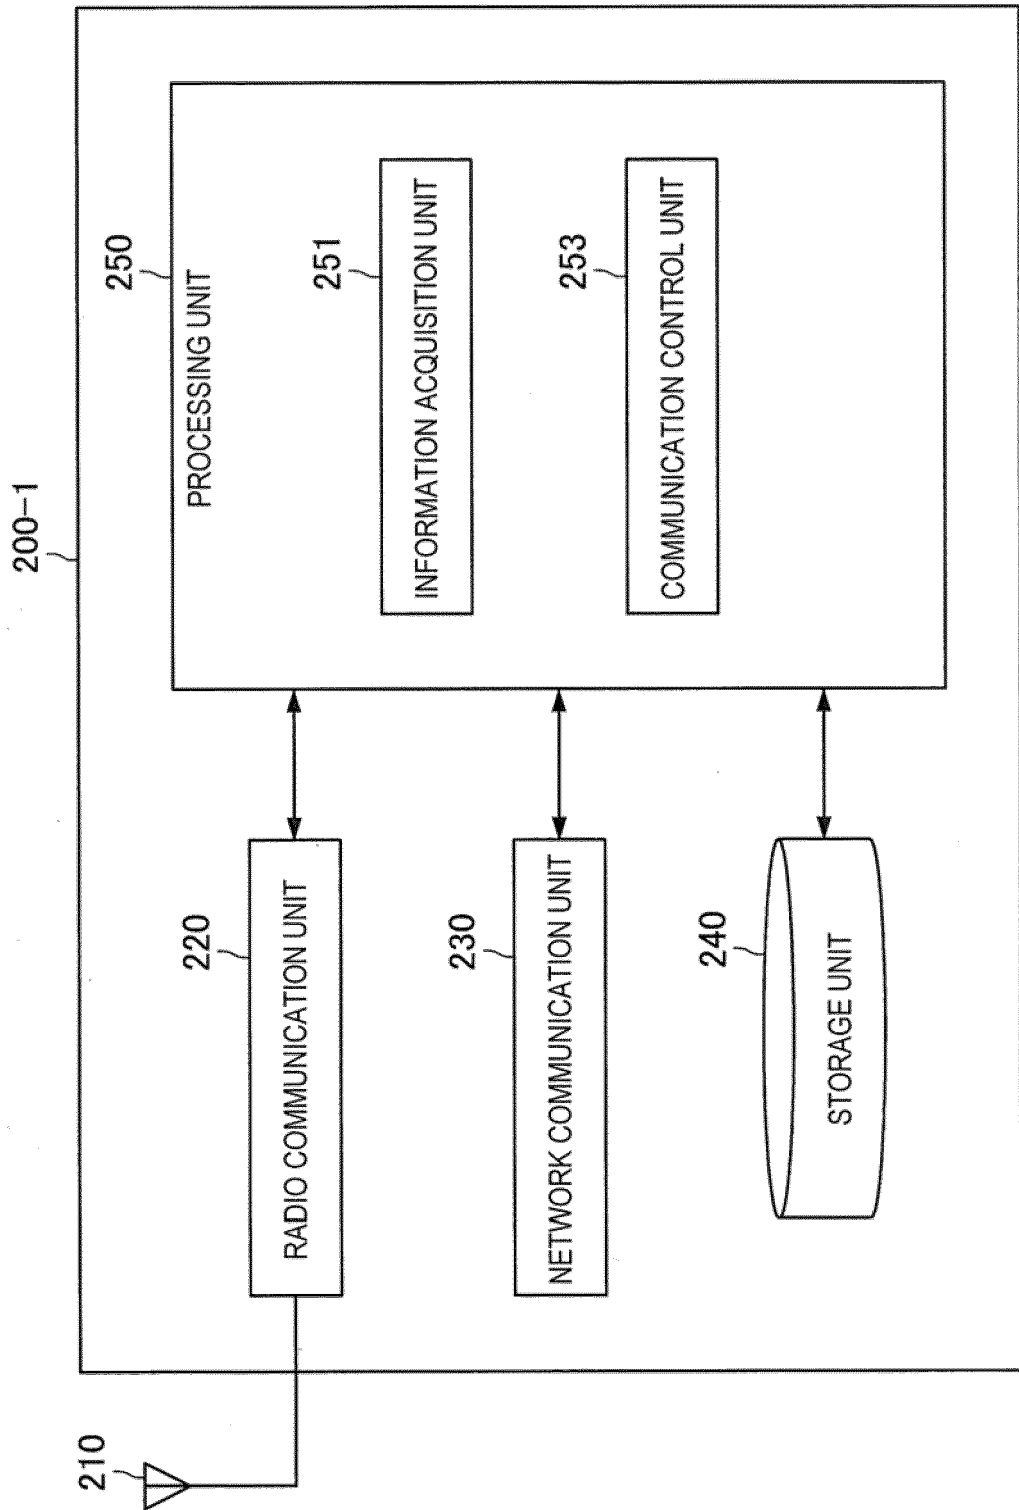 200-1
210
220
RADIO COMMUNICATION UNIT
250
PROCESSING UNIT
251
INFORMATION ACQUISITION UNIT
230
NETWORK COMMUNICATION UNIT
253
COMMUNICATION CONTROL UNIT
240
STORAGE UNIT